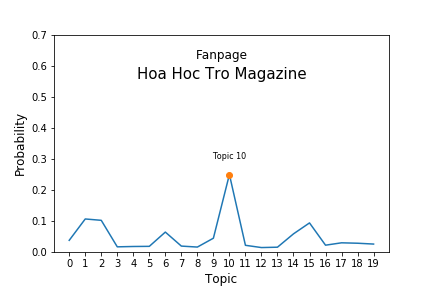 Fanpage
Hoa Hoc Tro Magazine
Topic 10
Probability
0.7
0.6
0.5
0.4
0.3
0.2
0.1
0.0
0 1 2 3 4 5 6 7 8 9 10 11 12 13 14 15 16 17 18 19
Topic